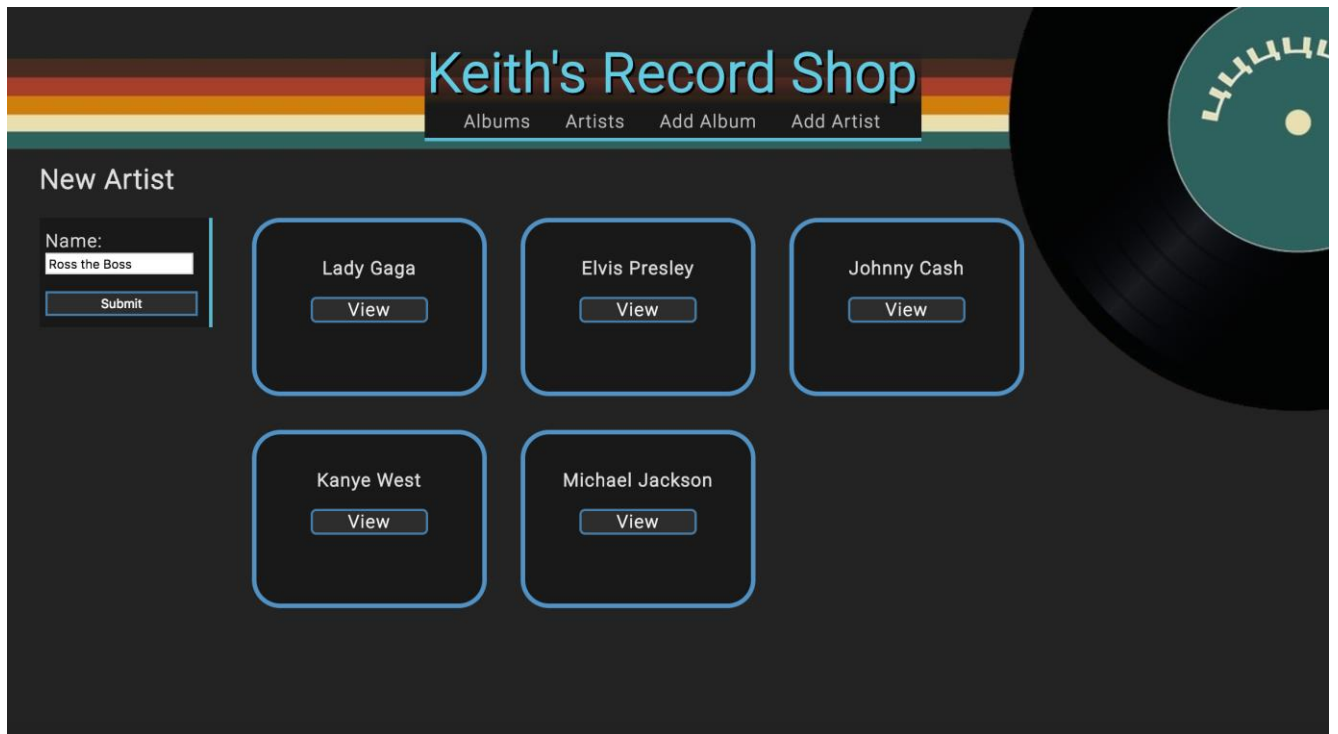 Keith's Record Shop
Albums Artists Add Album Add Artist
New Artist
Name:
Ross the Boss
Submit
Lady Gaga
View
Elvis Presley
View
Johnny Cash
View
Kanye West
View
Michael Jackson
View